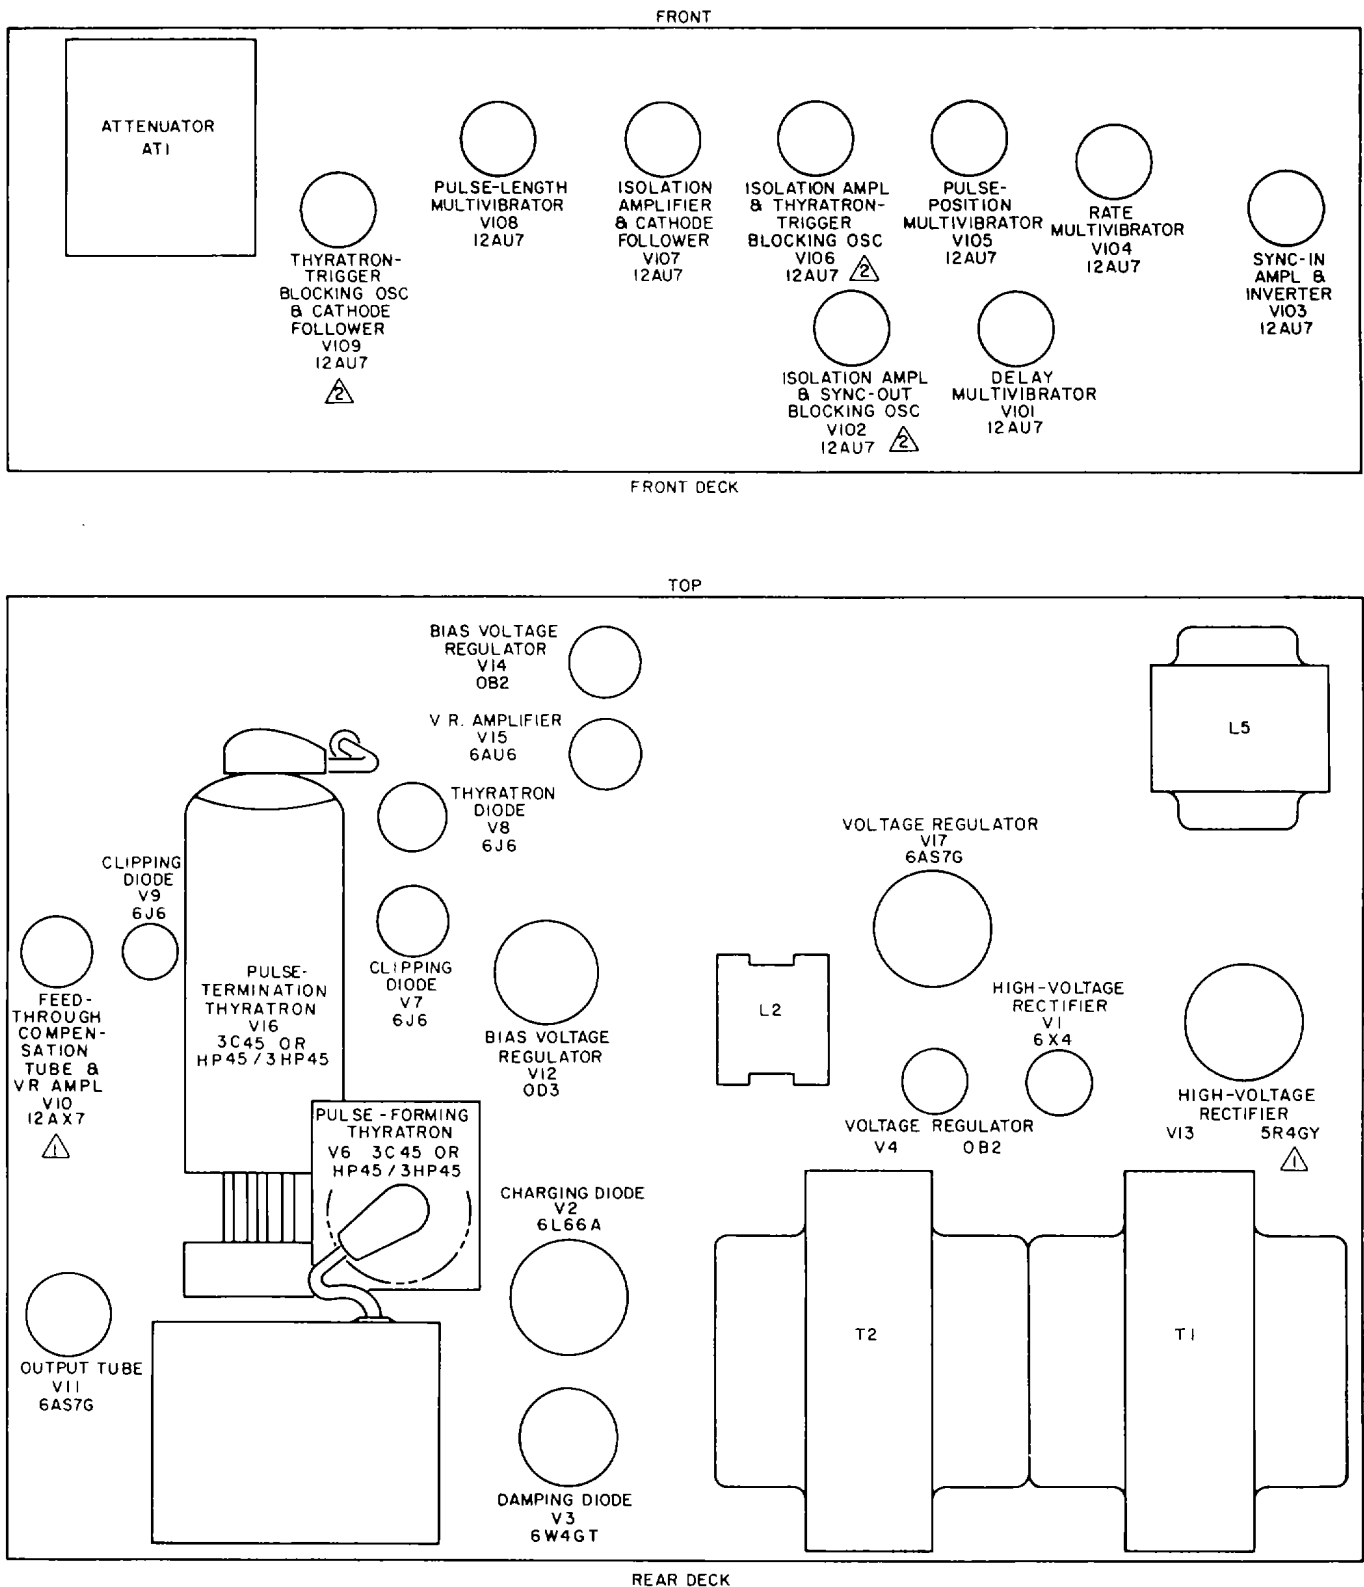 FRONT
ATTENUATOR
AT1
THYRATRON-
TRIGGER
BLOCKING OSC
& CATHODE
FOLLOWER
V109
12AU7
2
PULSE-LENGTH
MULTIVIBRATOR
V108
12AU7
ISOLATION
AMPLIFIER
& CATHODE
FOLLOWER
V107
12AU7
ISOLATION AMPL
& THYRATRON-
TRIGGER
BLOCKING OSC
V106
12AU7 2
PULSE-
POSITION
MULTIVIBRATOR
V105
12AU7
RATE
MULTIVIBRATOR
V104
12AU7
SYNC-IN
AMPL &
INVERTER
V103
12AU7
ISOLATION AMPL
& SYNC-OUT
BLOCKING OSC
V102
12AU7 2
DELAY
MULTIVIBRATOR
V101
12AU7
FRONT DECK
TOP
BIAS VOLTAGE
REGULATOR
V14
OB2
V R. AMPLIFIER
V15
6AU6
THYRATRON
DIODE
V8
6J6
CLIPPING
DIODE
V9
6J6
CLIPPING
DIODE
V7
6J6
FEED-
THROUGH
COMPEN-
SATION
TUBE &
VR AMPL
V10
12AX7
1
PULSE-
TERMINATION
THYRATRON
V16
3C45 OR
HP45/3HP45
BIAS VOLTAGE
REGULATOR
V12
OD3
VOLTAGE REGULATOR
V17
6AS7G
L5
L2
HIGH-VOLTAGE
RECTIFIER
V1
6X4
VOLTAGE REGULATOR
V4 OB2
HIGH-VOLTAGE
RECTIFIER
V13 5R4GY
1
PULSE-FORMING
THYRATRON
V6 3C45 OR
HP45/3HP45
CHARGING DIODE
V2
6L66A
OUTPUT TUBE
V11
6AS7G
DAMPING DIODE
V3
6W4GT
T2
T1
REAR DECK